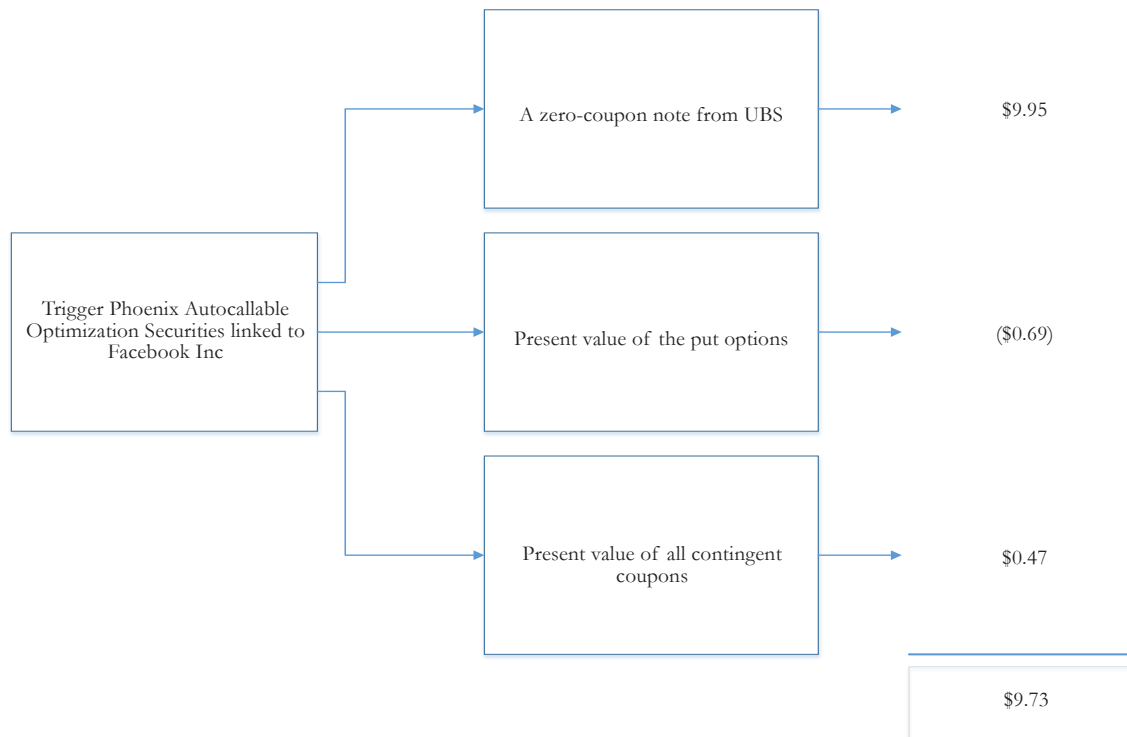 A zero-coupon note from UBS
$9.95
Trigger Phoenix Autocallable
Optimization Securities linked to
Facebook Inc
Present value of the put options
($0.69)
Present value of all contingent
coupons
$0.47
$9.73